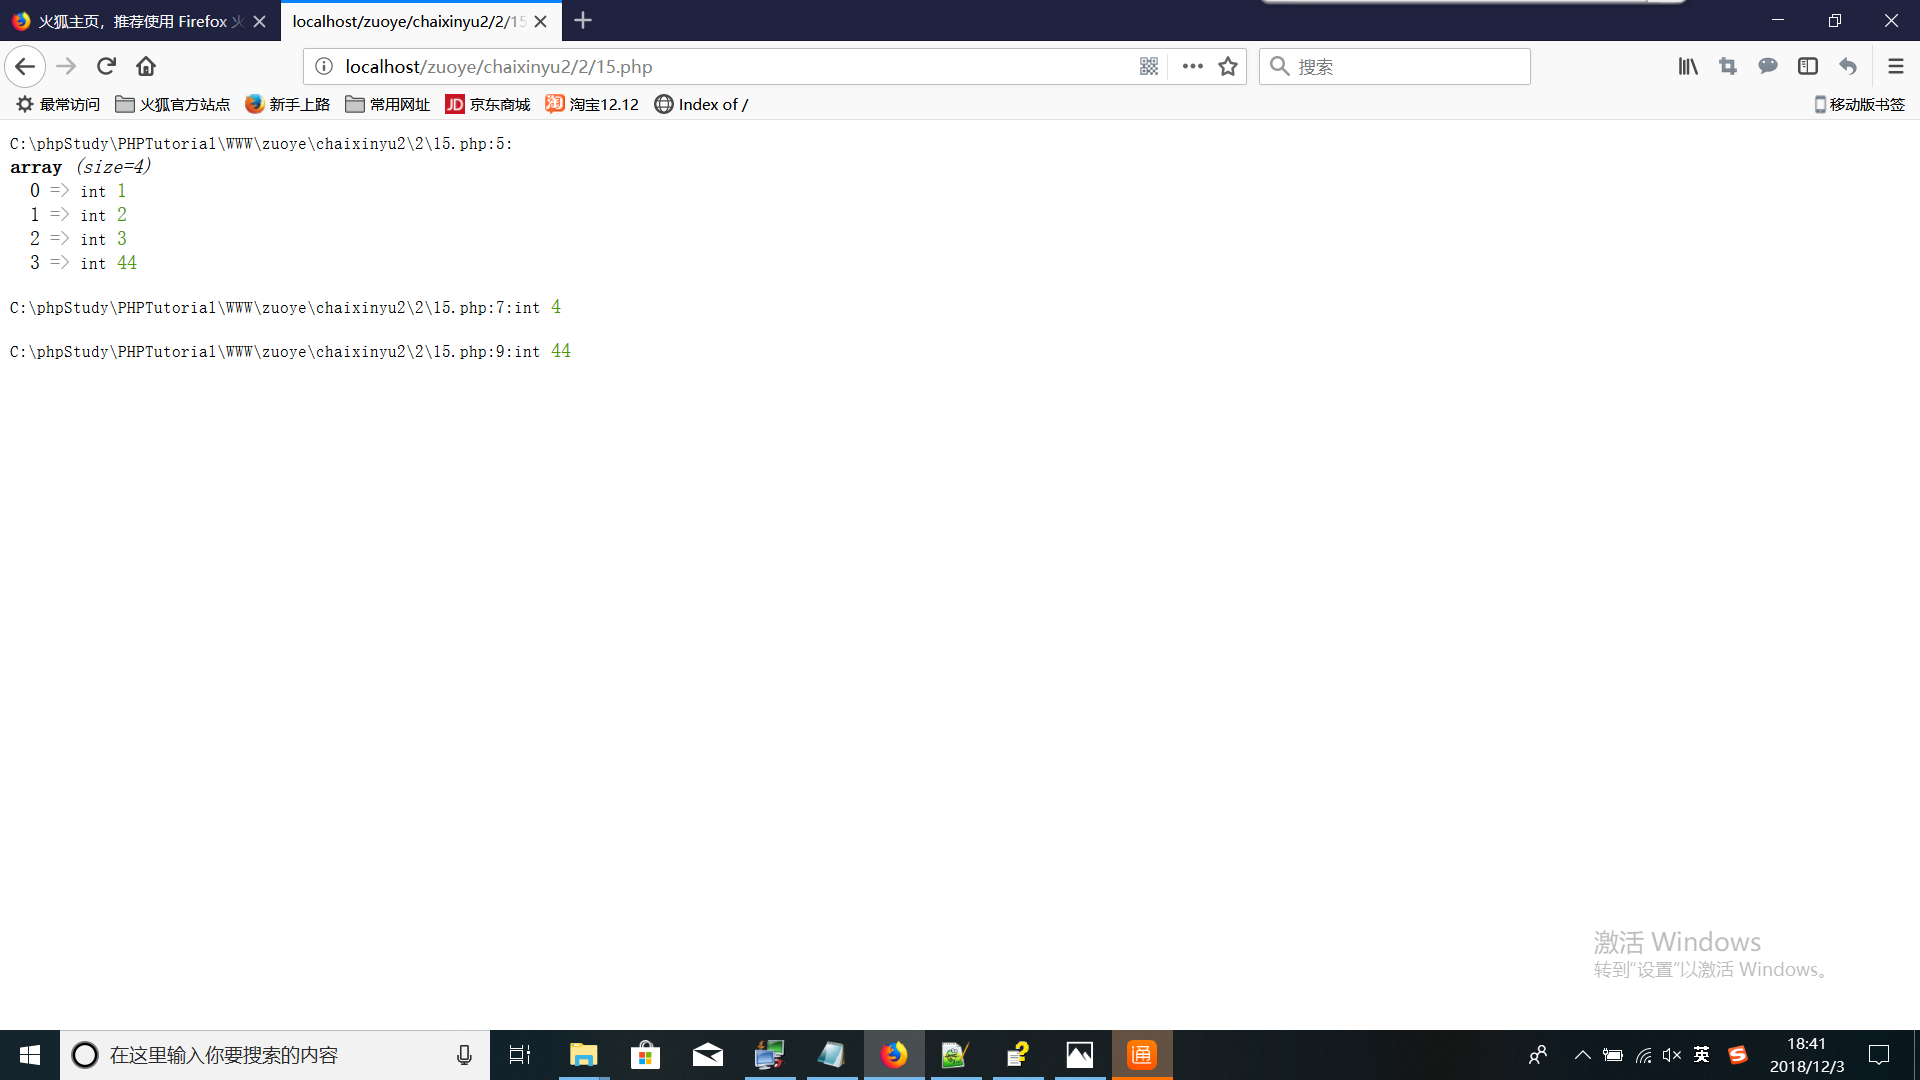 火狐主页，推荐使用 Firefox 火
localhost/zuoye/chaixinyu2/2/15
localhost/zuoye/chaixinyu2/2/15.php
搜索
最常访问 火狐官方站点 新手上路 常用网址 JD 京东商城 淘 淘宝12.12 Index of / 移动版书签
C:\phpStudy\PHPTutorial\WWW\zuoye\chaixinyu2\2\15.php:5:
array (size=4)
0 => int 1
1 => int 2
2 => int 3
3 => int 44
C:\phpStudy\PHPTutorial\WWW\zuoye\chaixinyu2\2\15.php:7:int 4
C:\phpStudy\PHPTutorial\WWW\zuoye\chaixinyu2\2\15.php:9:int 44
激活 Windows
转到“设置”以激活 Windows。
在这里输入你要搜索的内容
通
英
S
18:41
2018/12/3